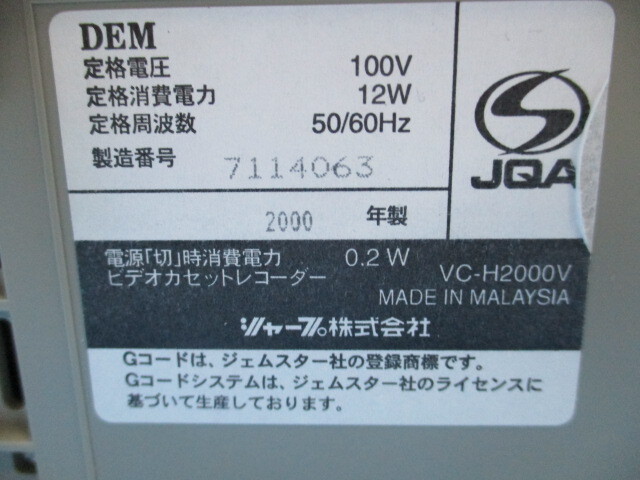 DEM
定格電圧 100V
定格消費電力 12W
定格周波数 50/60Hz
製造番号 7114063
2000 年製
JQA
電源「切」時消費電力 0.2W
ビデオカセットレコーダー VC-H2000V
MADE IN MALAYSIA
シャープ株式会社
Gコードは、ジェムスター社の登録商標です。
Gコードシステムは、ジェムスター社のライセンスに
基づいて生産しております。